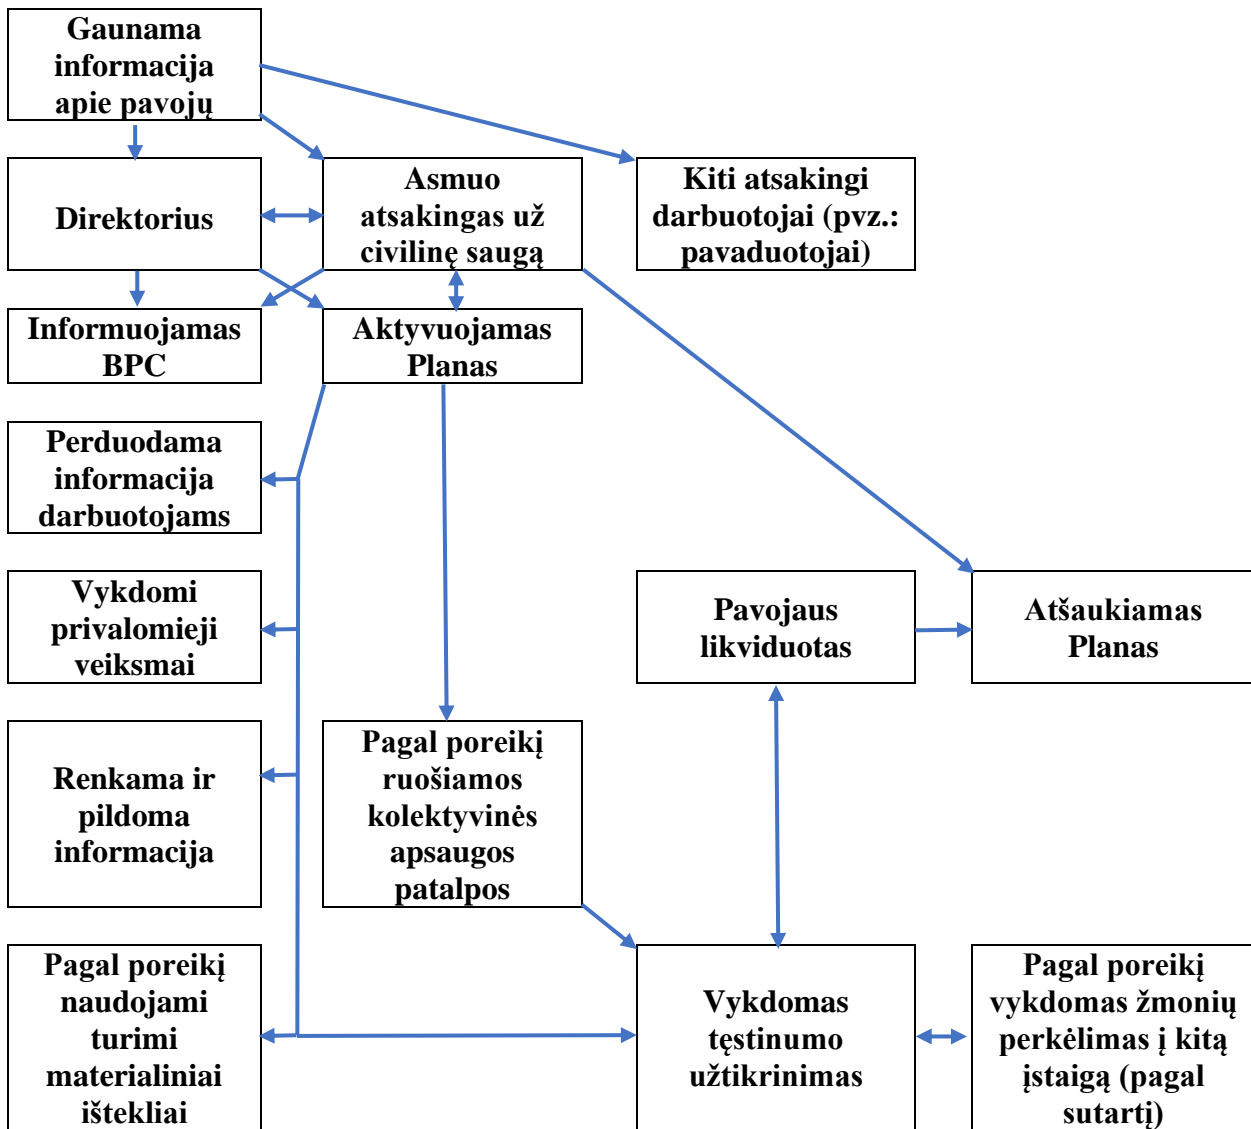 Gaunama
informacija
apie pavojų
Direktorius
Asmuo
atsakingas už
civilinę saugą
Kiti atsakingi
darbuotojai (pvz.:
pavaduotojai)
Informuojamas
BPC
Aktyvuojamas
Planas
Perduodama
informacija
darbuotojams
Vykdomi
privalomieji
veiksmai
Pavojaus
likviduotas
Atšaukiamas
Planas
Renkama ir
pildoma
informacija
Pagal poreikį
ruošiamos
kolektyvinės
apsaugos
patalpos
Pagal poreikį
naudojami
turimi
materialiniai
ištekliai
Vykdomas
tęstinumo
užtikrinimas
Pagal poreikį
vykdomas žmonių
perkėlimas į kitą
įstaigą (pagal
sutartį)